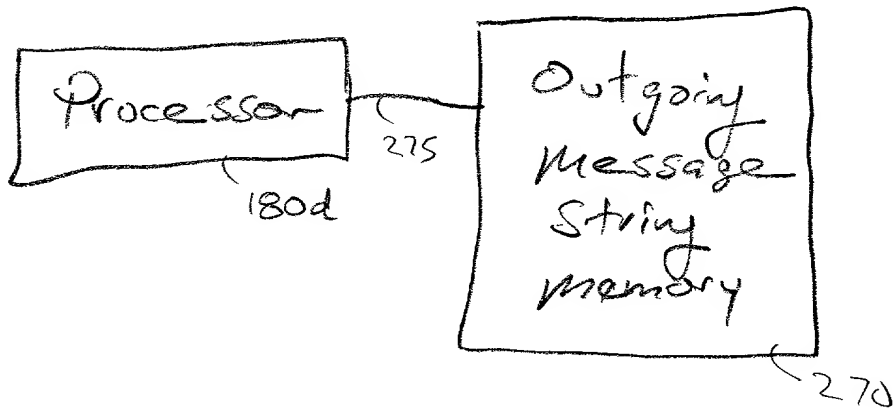 Processor
275
180d
Outgoing
Message
String
memory
270